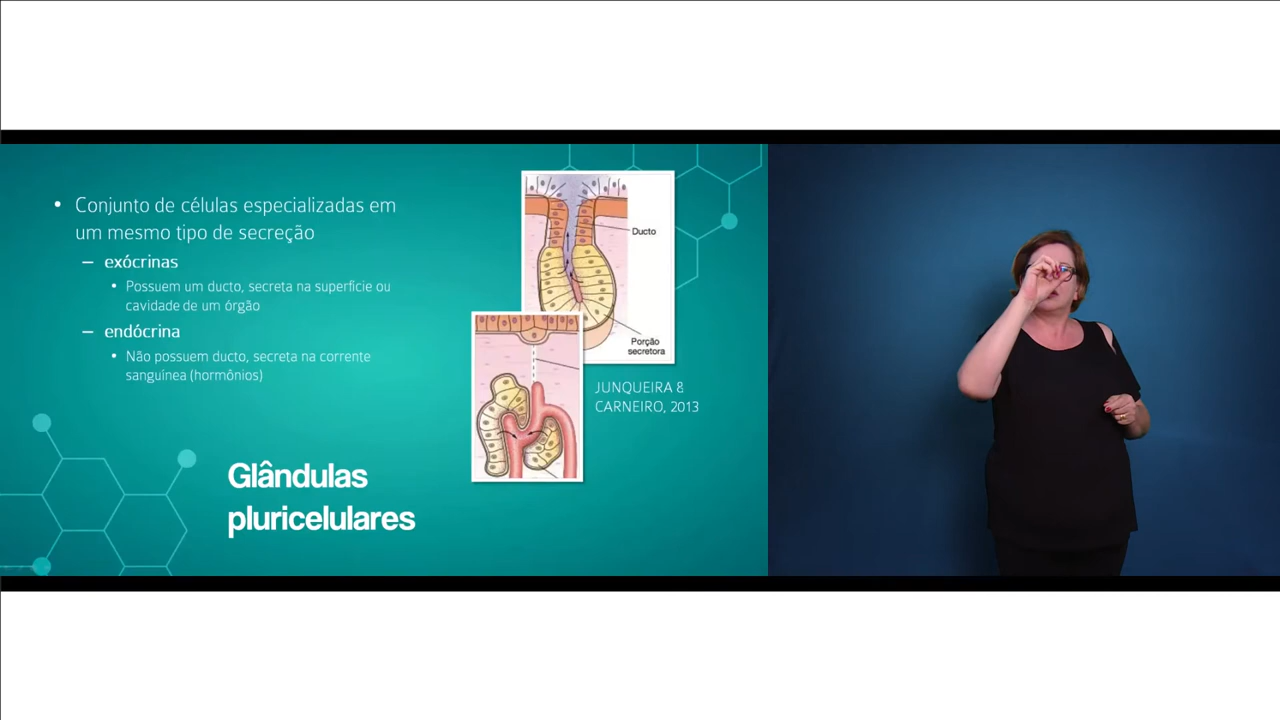 Conjunto de células especializadas em
um mesmo tipo de secreção
– exócrinas
Possuem um ducto, secreta na superfície ou
cavidade de um órgão
– endócrina
Não possuem ducto, secreta na corrente
sanguínea (hormônios)
Ducto
Porção
secretora
JUNQUEIRA &
CARNEIRO, 2013
Glândulas
pluricelulares